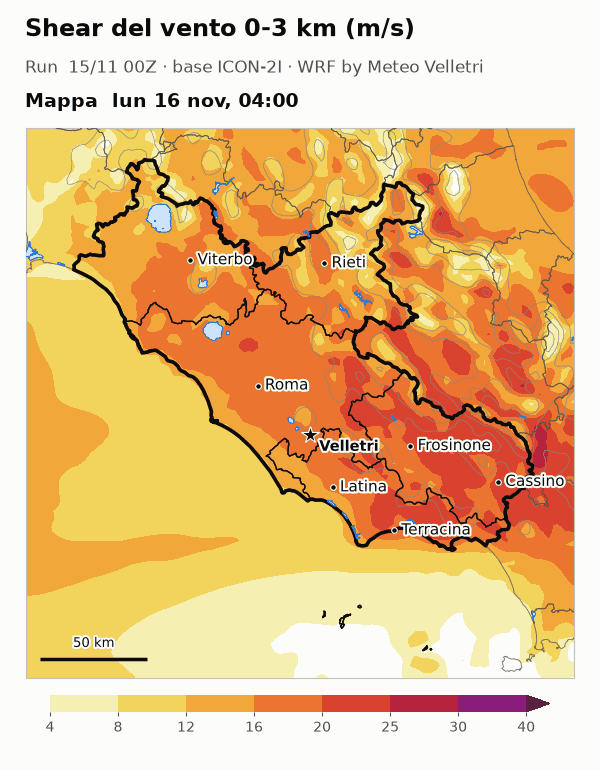 Shear del vento 0-3 km (m/s)
Run  15/11 00Z · base ICON-2I · WRF by Meteo Velletri
Mappa  lun 16 nov, 04:00
Viterbo
Rieti
Roma
Velletri
Frosinone
Latina
Cassino
Terracina
50 km
4 8 12 16 20 25 30 40